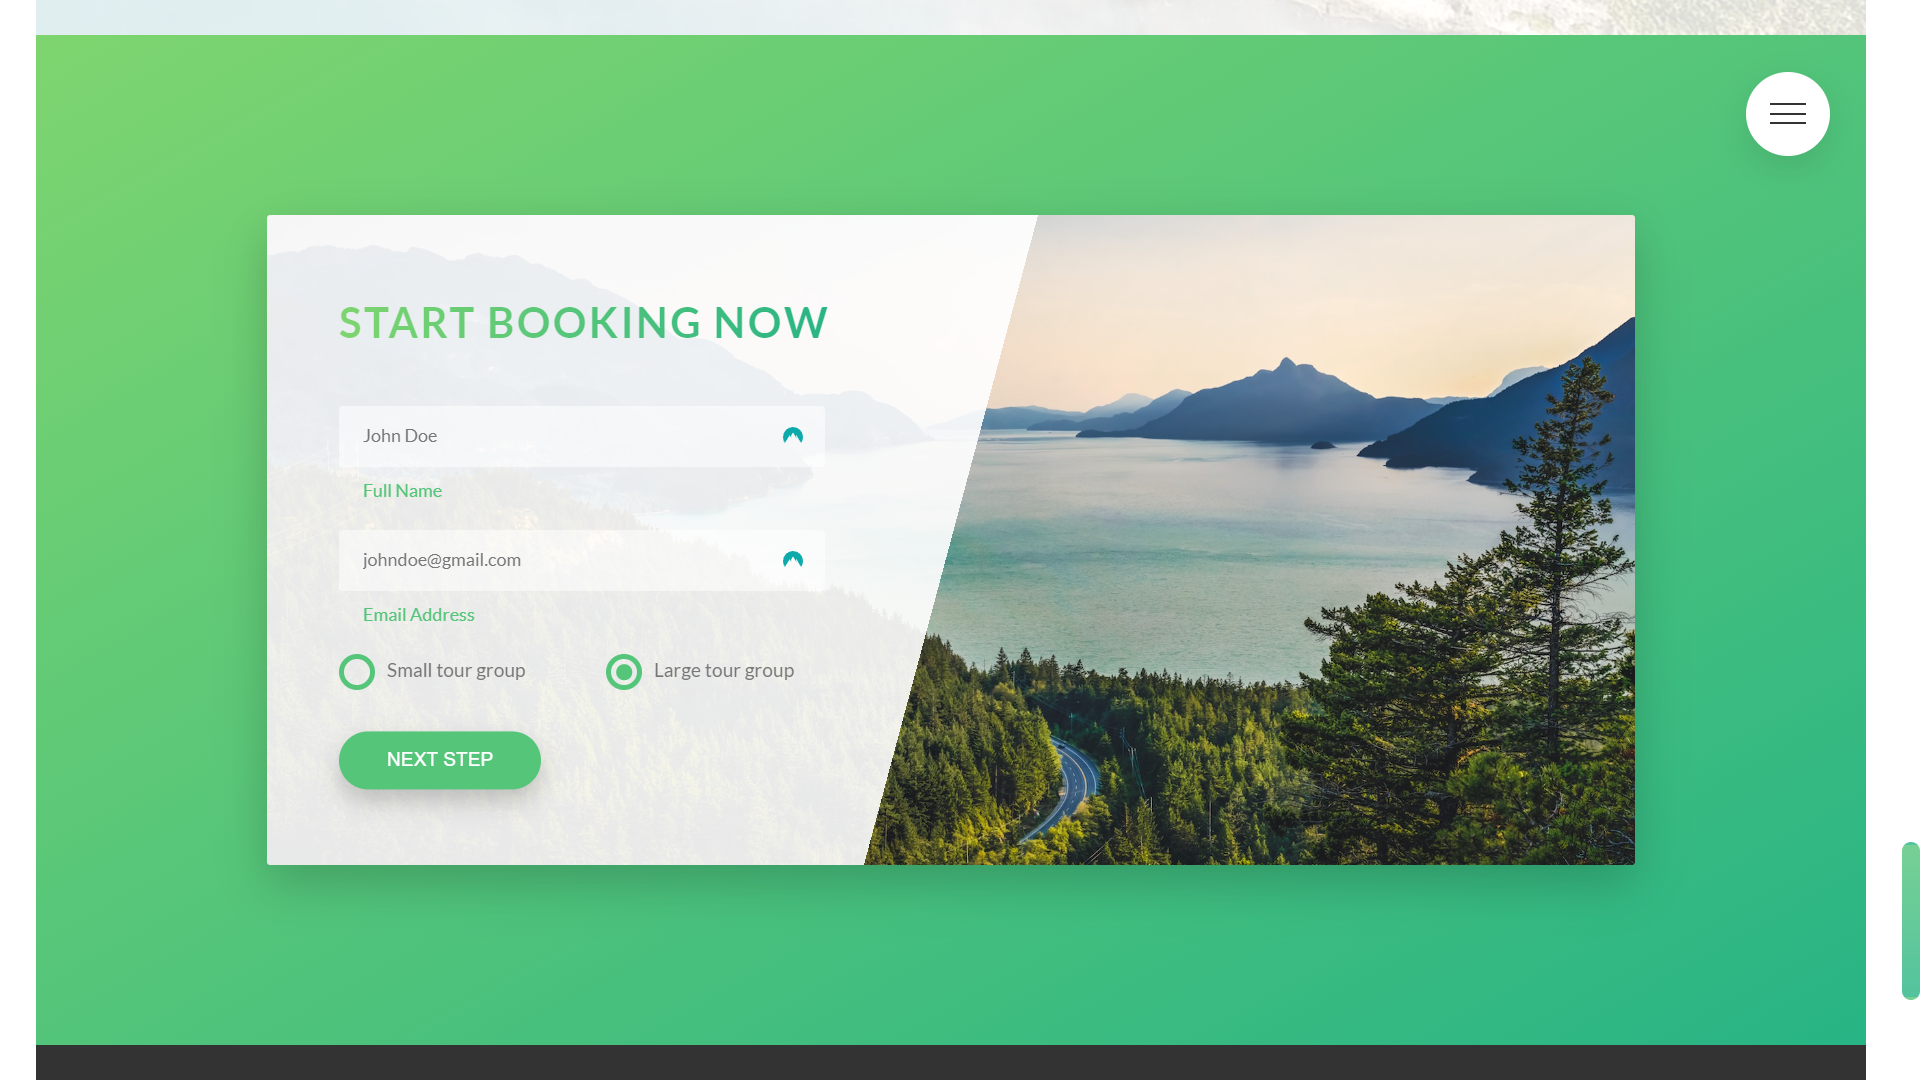 START BOOKING NOW
John Doe
Full Name
johndoe@gmail.com
Email Address
Small tour group
Large tour group
NEXT STEP